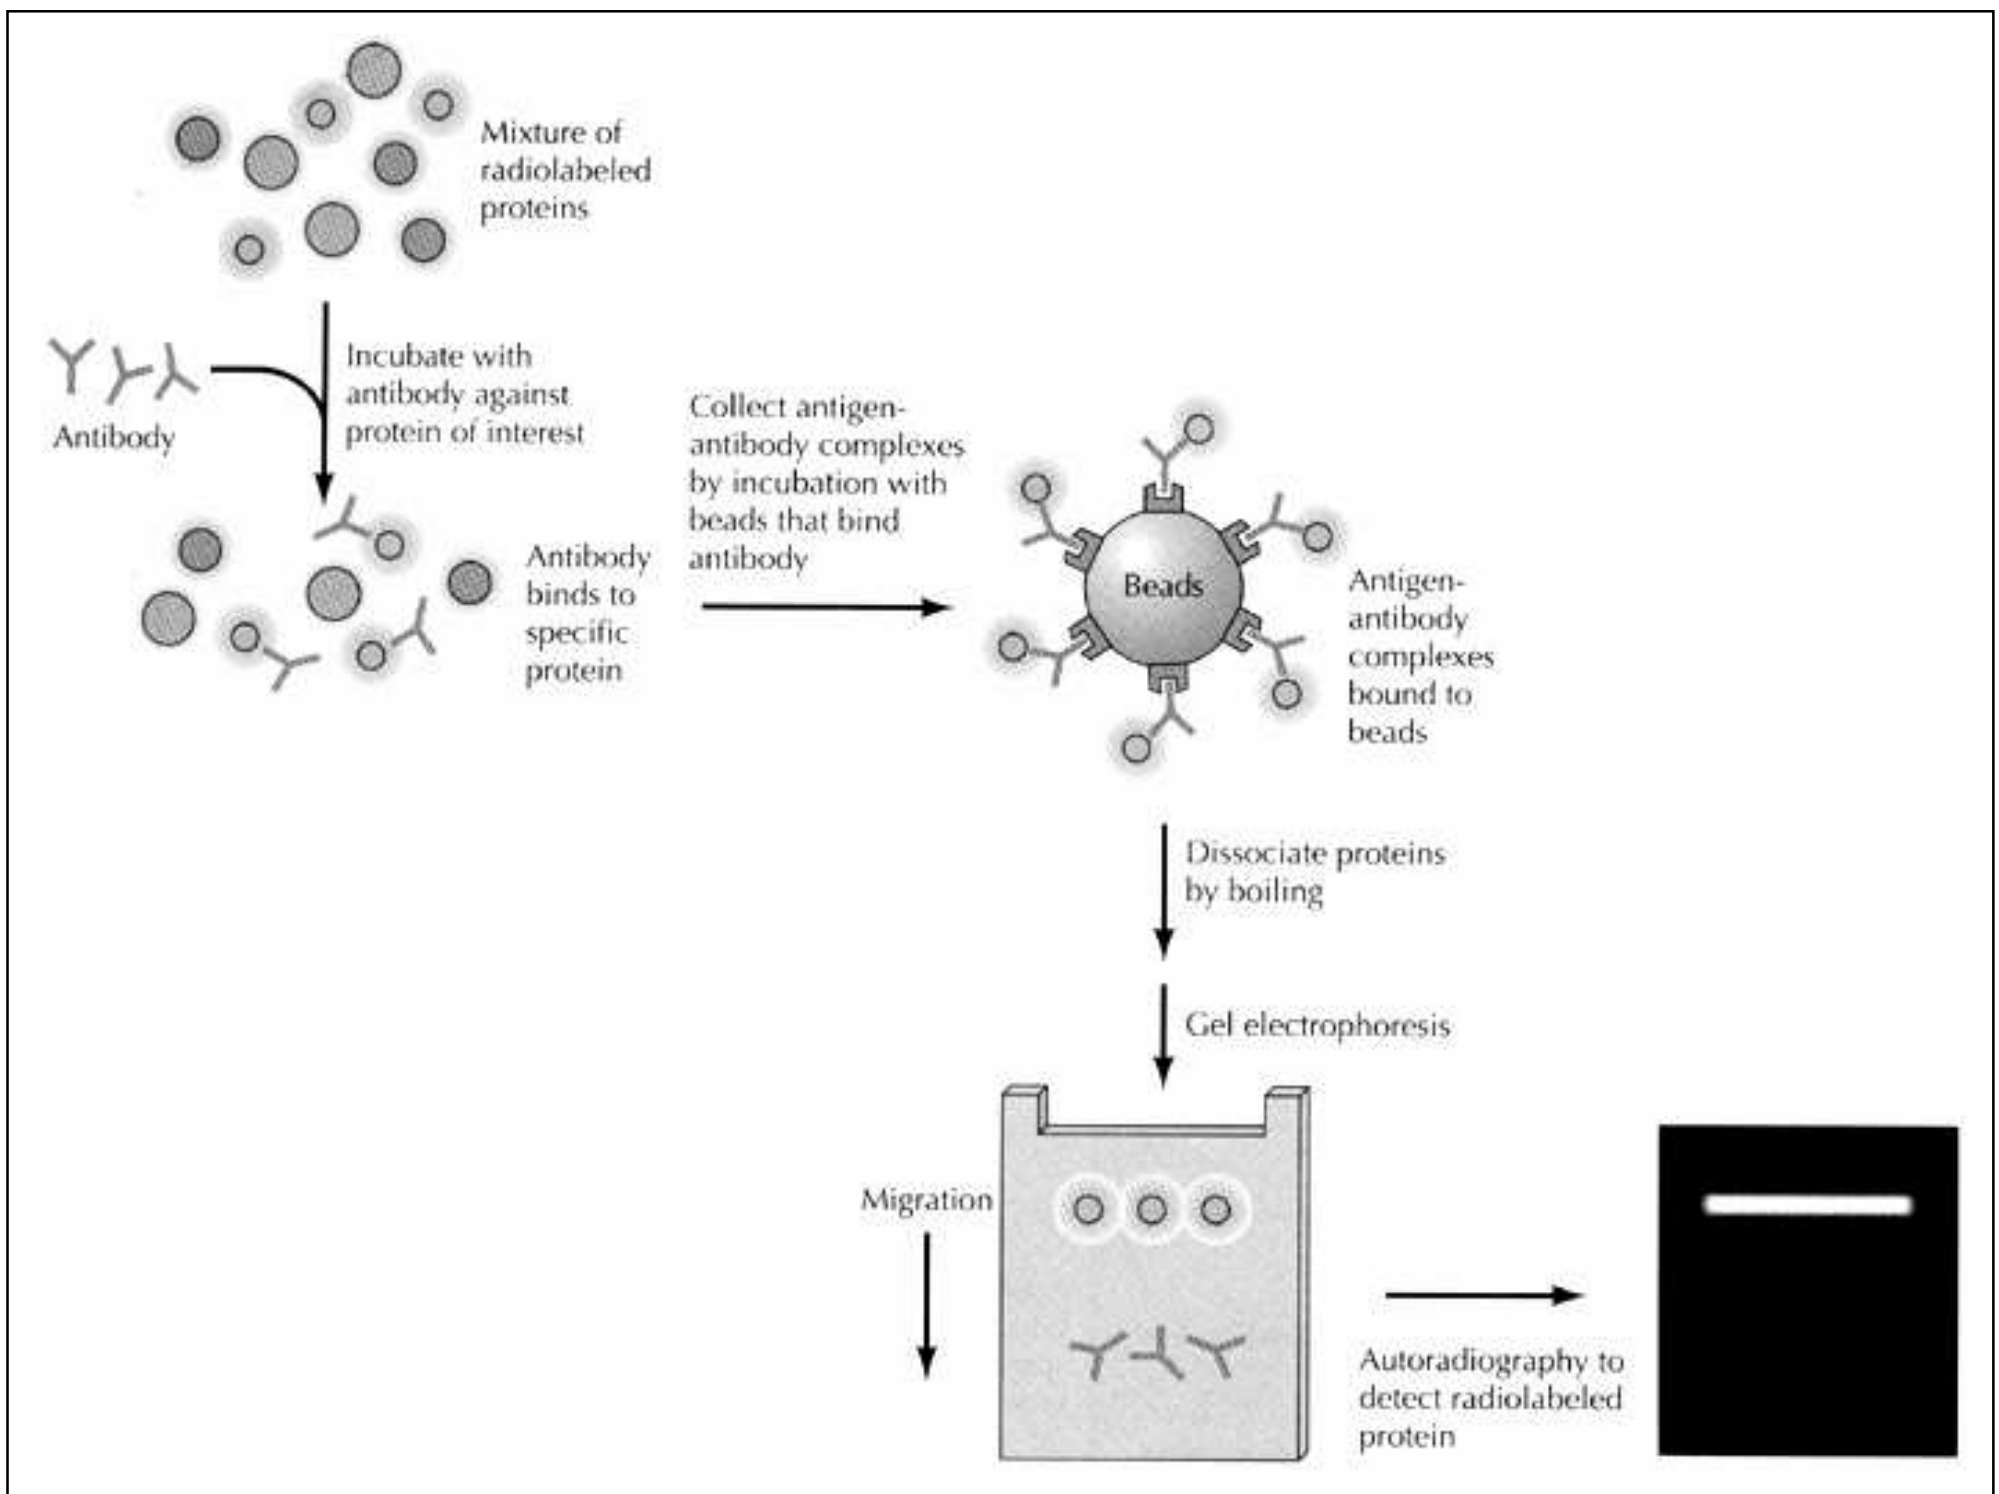 Mixture of
radiolabeled
proteins
Incubate with
antibody against
protein of interest
Antibody
Antibody
binds to
specific
protein
Collect antigen-
antibody complexes
by incubation with
beads that bind
antibody
Beads
Antigen-
antibody
complexes
bound to
beads
Dissociate proteins
by boiling
Gel electrophoresis
Migration
Autoradiography to
detect radiolabeled
protein